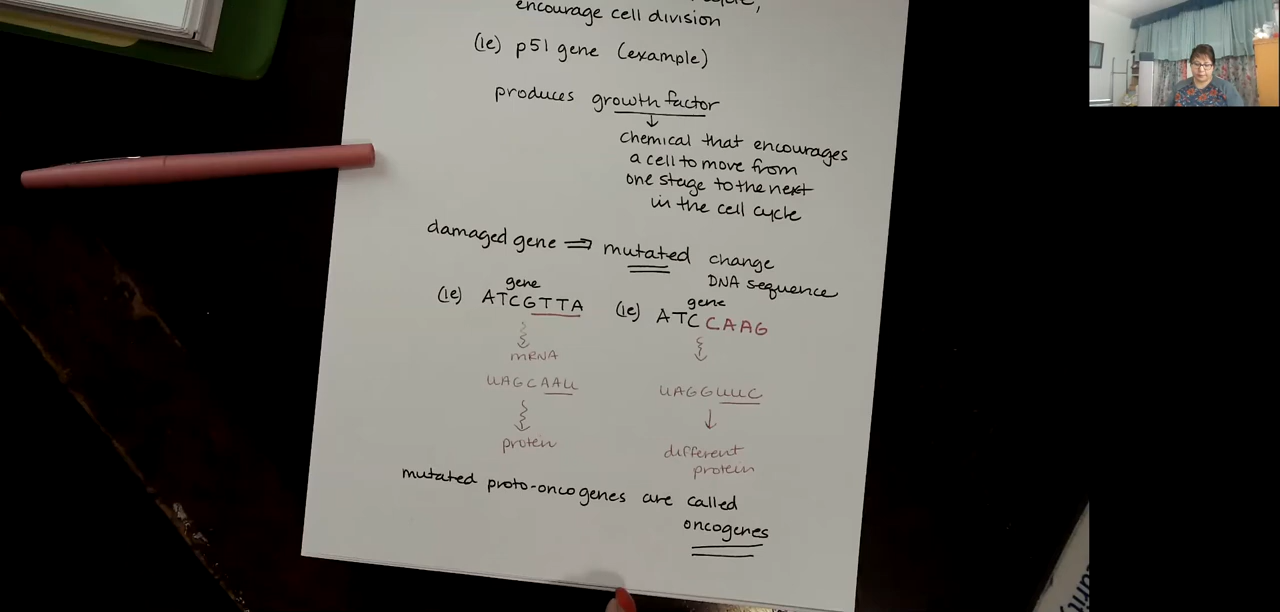 encourage cell division
(ie) p51 gene (example)
produces growth factor
↓
chemical that encourages
a cell to move from
one stage to the next
in the cell cycle
damaged gene ⇒ mutated change
DNA sequence
gene
(ie) ATCGTTA
mRNA
UAGCAAU
protein
gene
(ie) ATCCAAG
UAGGUUC
↓
different
protein
mutated proto-oncogenes are called
oncogenes